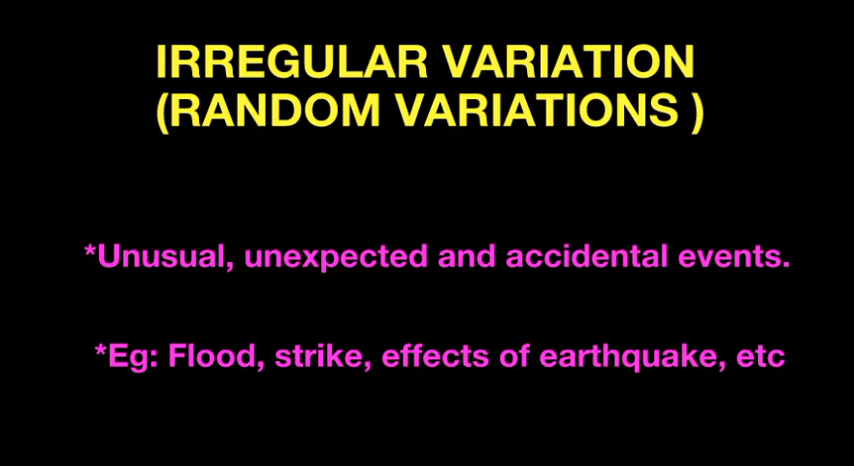 IRREGULAR VARIATION
(RANDOM VARIATIONS )
*Unusual, unexpected and accidental events.
*Eg: Flood, strike, effects of earthquake, etc